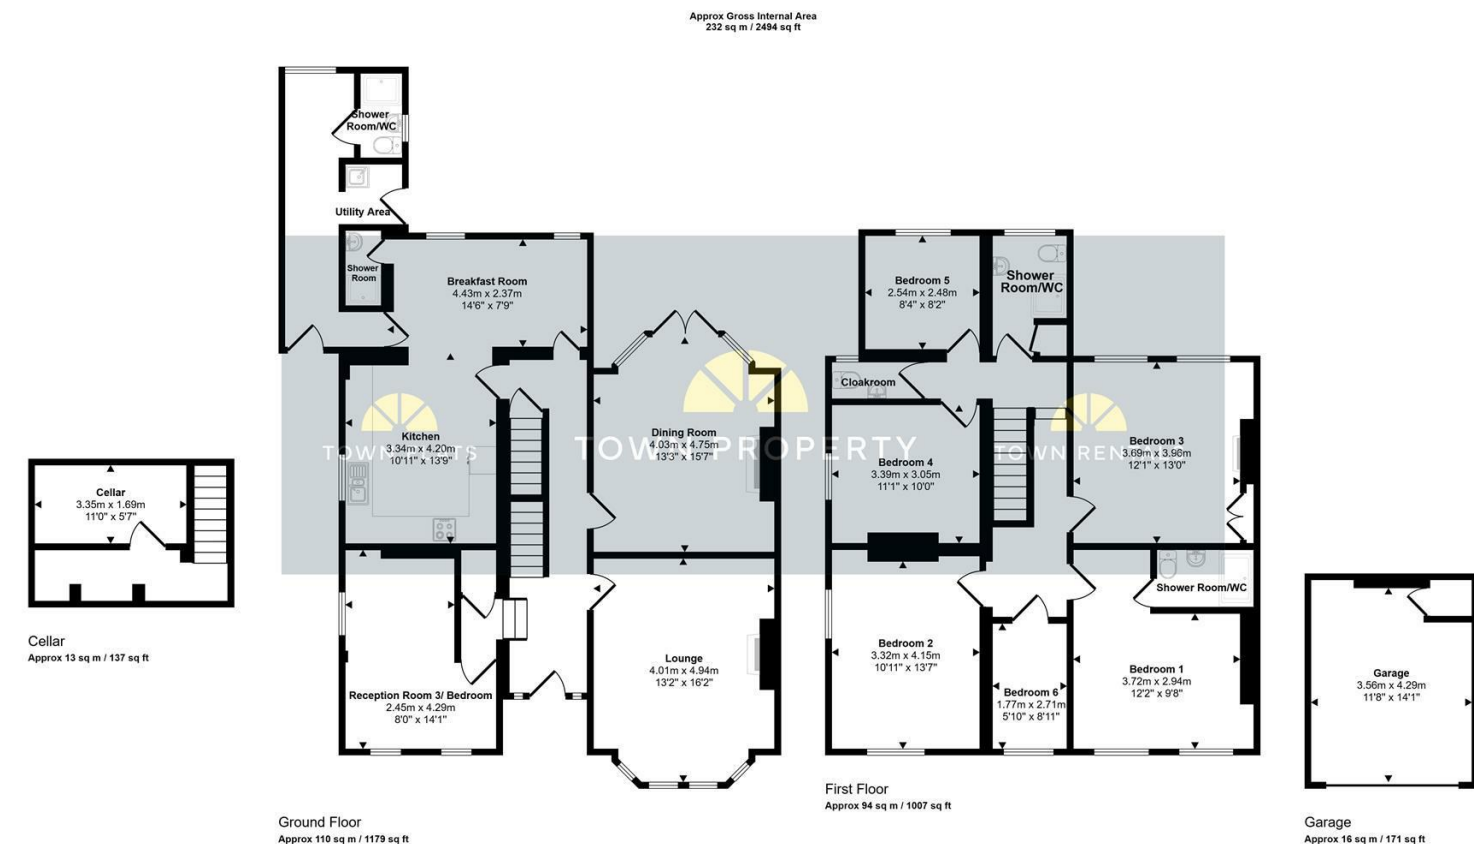 Approx Gross Internal Area
232 sq m / 2494 sq ft
Shower
Room/WC
Utility Area
Shower
Room
Breakfast Room
4.43m x 2.37m
14'6" x 7'9"
Kitchen
3.34m x 4.20m
10'11" x 13'9"
Dining Room
4.03m x 4.75m
13'3" x 15'7"
TOWN PROPERTY
Reception Room 3/ Bedroom
2.45m x 4.29m
8'0" x 14'1"
Lounge
4.01m x 4.94m
13'2" x 16'2"
Ground Floor
Approx 110 sq m / 1179 sq ft
Cellar
3.35m x 1.69m
11'0" x 5'7"
Cellar
Approx 13 sq m / 137 sq ft
Bedroom 5
2.54m x 2.48m
8'4" x 8'2"
Shower
Room/WC
Cloakroom
Bedroom 4
3.39m x 3.05m
11'1" x 10'0"
Bedroom 3
3.69m x 3.96m
12'1" x 13'0"
Shower Room/WC
Bedroom 2
3.32m x 4.15m
10'11" x 13'7"
Bedroom 6
1.77m x 2.71m
5'10" x 8'11"
Bedroom 1
3.72m x 2.94m
12'2" x 9'8"
First Floor
Approx 94 sq m / 1007 sq ft
Garage
3.56m x 4.29m
11'8" x 14'1"
Garage
Approx 16 sq m / 171 sq ft